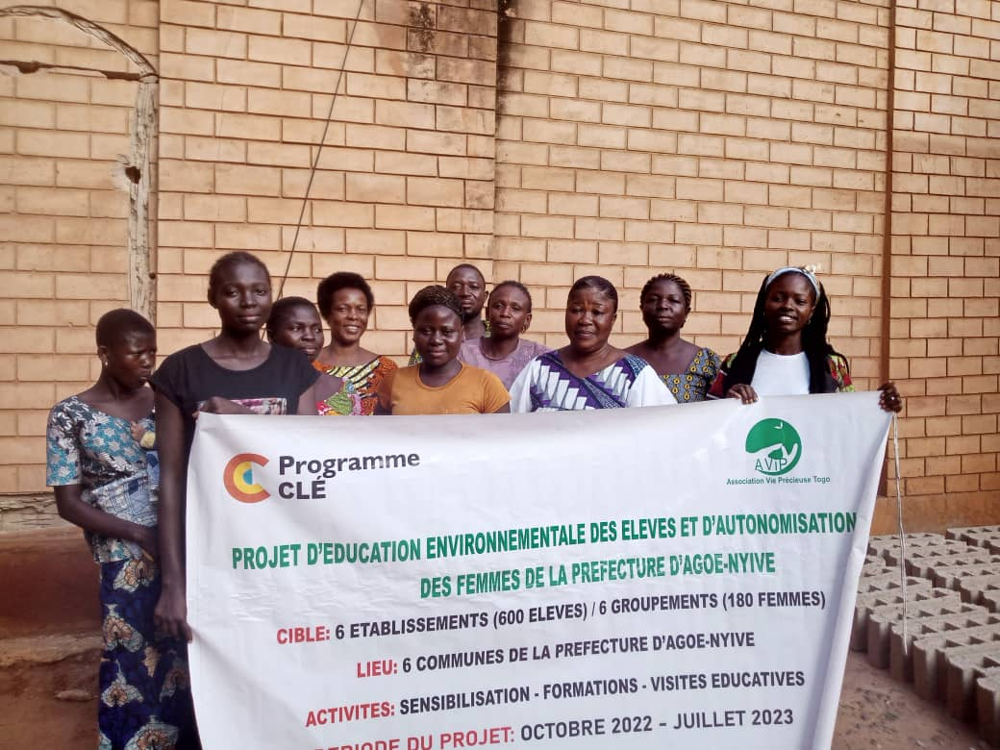 Programme
CLÉ
AViP
Association Vie Précieuse Togo
PROJET D'EDUCATION ENVIRONNEMENTALE DES ELEVES ET D'AUTONOMISATION
DES FEMMES DE LA PREFECTURE D'AGOE-NYIVE
CIBLE: 6 ETABLISSEMENTS (600 ELEVES) / 6 GROUPEMENTS (180 FEMMES)
LIEU: 6 COMMUNES DE LA PREFECTURE D'AGOE-NYIVE
ACTIVITES: SENSIBILISATION - FORMATIONS - VISITES EDUCATIVES
PERIODE DU PROJET: OCTOBRE 2022 - JUILLET 2023